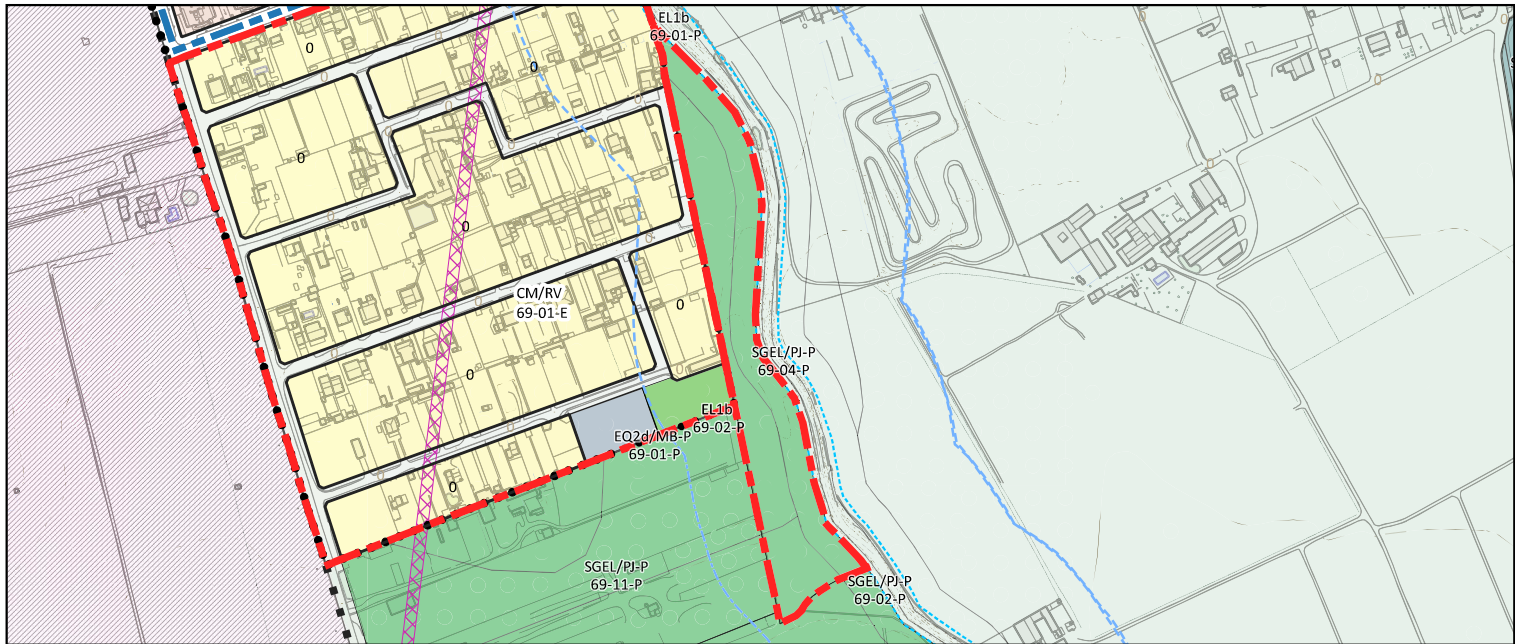 EL1b
69-01-P
0
0
0
0
CM/RV
69-01-E
0
SGEL/PJ-P
69-04-P
0
EL1b
69-02-P
EQ2d/MB-P
69-01-P
0
SGEL/PJ-P
69-11-P
SGEL/PJ-P
69-02-P